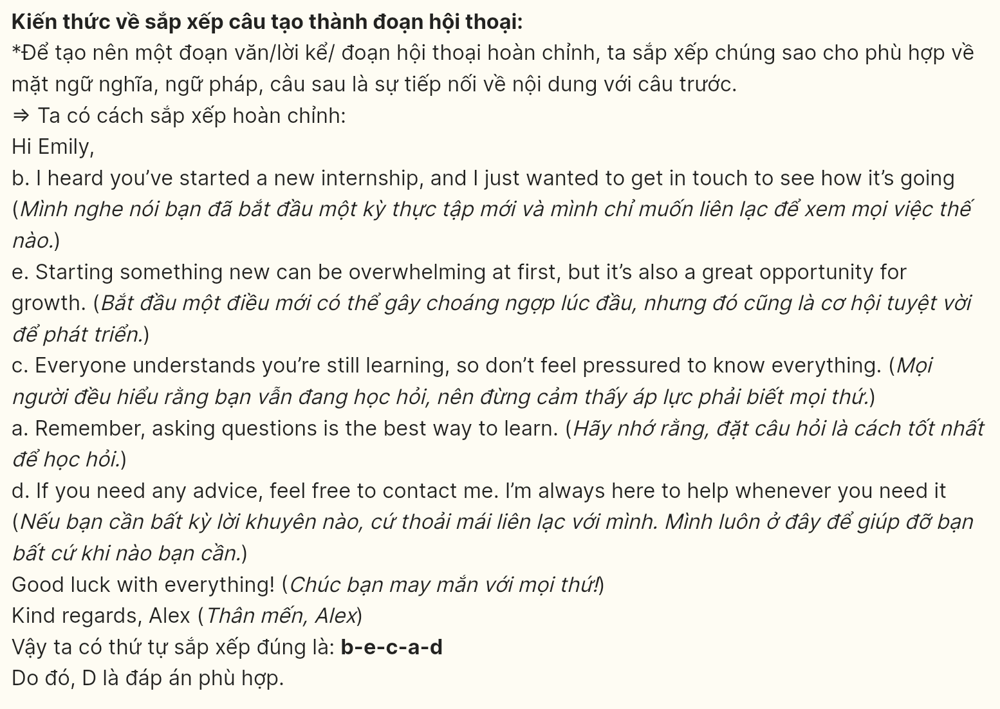 Kiến thức về sắp xếp câu tạo thành đoạn hội thoại:
*Để tạo nên một đoạn văn/lời kể/ đoạn hội thoại hoàn chỉnh, ta sắp xếp chúng sao cho phù hợp về
mặt ngữ nghĩa, ngữ pháp, câu sau là sự tiếp nối về nội dung với câu trước.
⇒ Ta có cách sắp xếp hoàn chỉnh:
Hi Emily,
b. I heard you’ve started a new internship, and I just wanted to get in touch to see how it’s going
(Mình nghe nói bạn đã bắt đầu một kỳ thực tập mới và mình chỉ muốn liên lạc để xem mọi việc thế
nào.)
e. Starting something new can be overwhelming at first, but it’s also a great opportunity for
growth. (Bắt đầu một điều mới có thể gây choáng ngợp lúc đầu, nhưng đó cũng là cơ hội tuyệt vời
để phát triển.)
c. Everyone understands you’re still learning, so don’t feel pressured to know everything. (Mọi
người đều hiểu rằng bạn vẫn đang học hỏi, nên đừng cảm thấy áp lực phải biết mọi thứ.)
a. Remember, asking questions is the best way to learn. (Hãy nhớ rằng, đặt câu hỏi là cách tốt nhất
để học hỏi.)
d. If you need any advice, feel free to contact me. I’m always here to help whenever you need it
(Nếu bạn cần bất kỳ lời khuyên nào, cứ thoải mái liên lạc với mình. Mình luôn ở đây để giúp đỡ bạn
bất cứ khi nào bạn cần.)
Good luck with everything! (Chúc bạn may mắn với mọi thứ!)
Kind regards, Alex (Thân mến, Alex)
Vậy ta có thứ tự sắp xếp đúng là: b-e-c-a-d
Do đó, D là đáp án phù hợp.